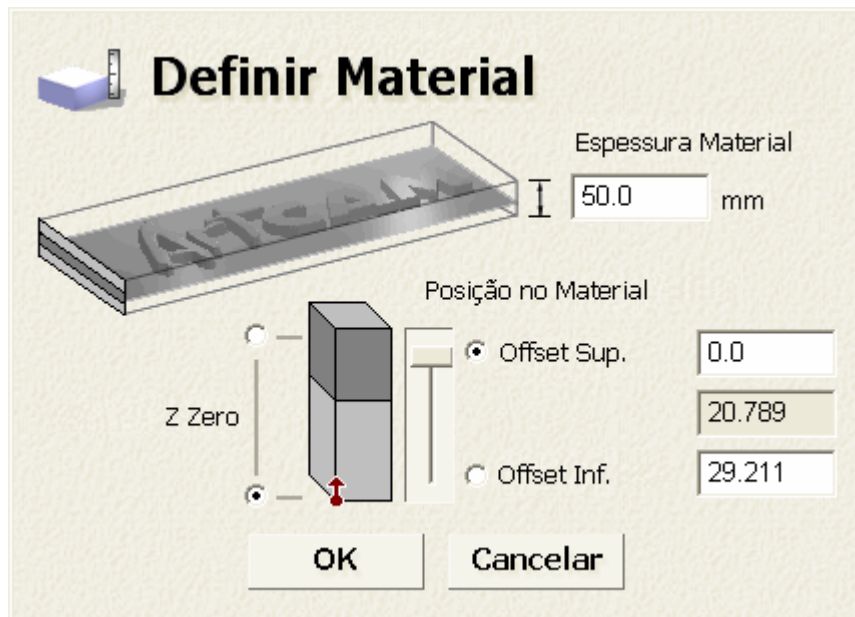 Definir Material
Espessura Material
50.0 mm
ArtCAM
Posição no Material
Offset Sup. 0.0
20.789
Z Zero
Offset Inf. 29.211
OK Cancelar